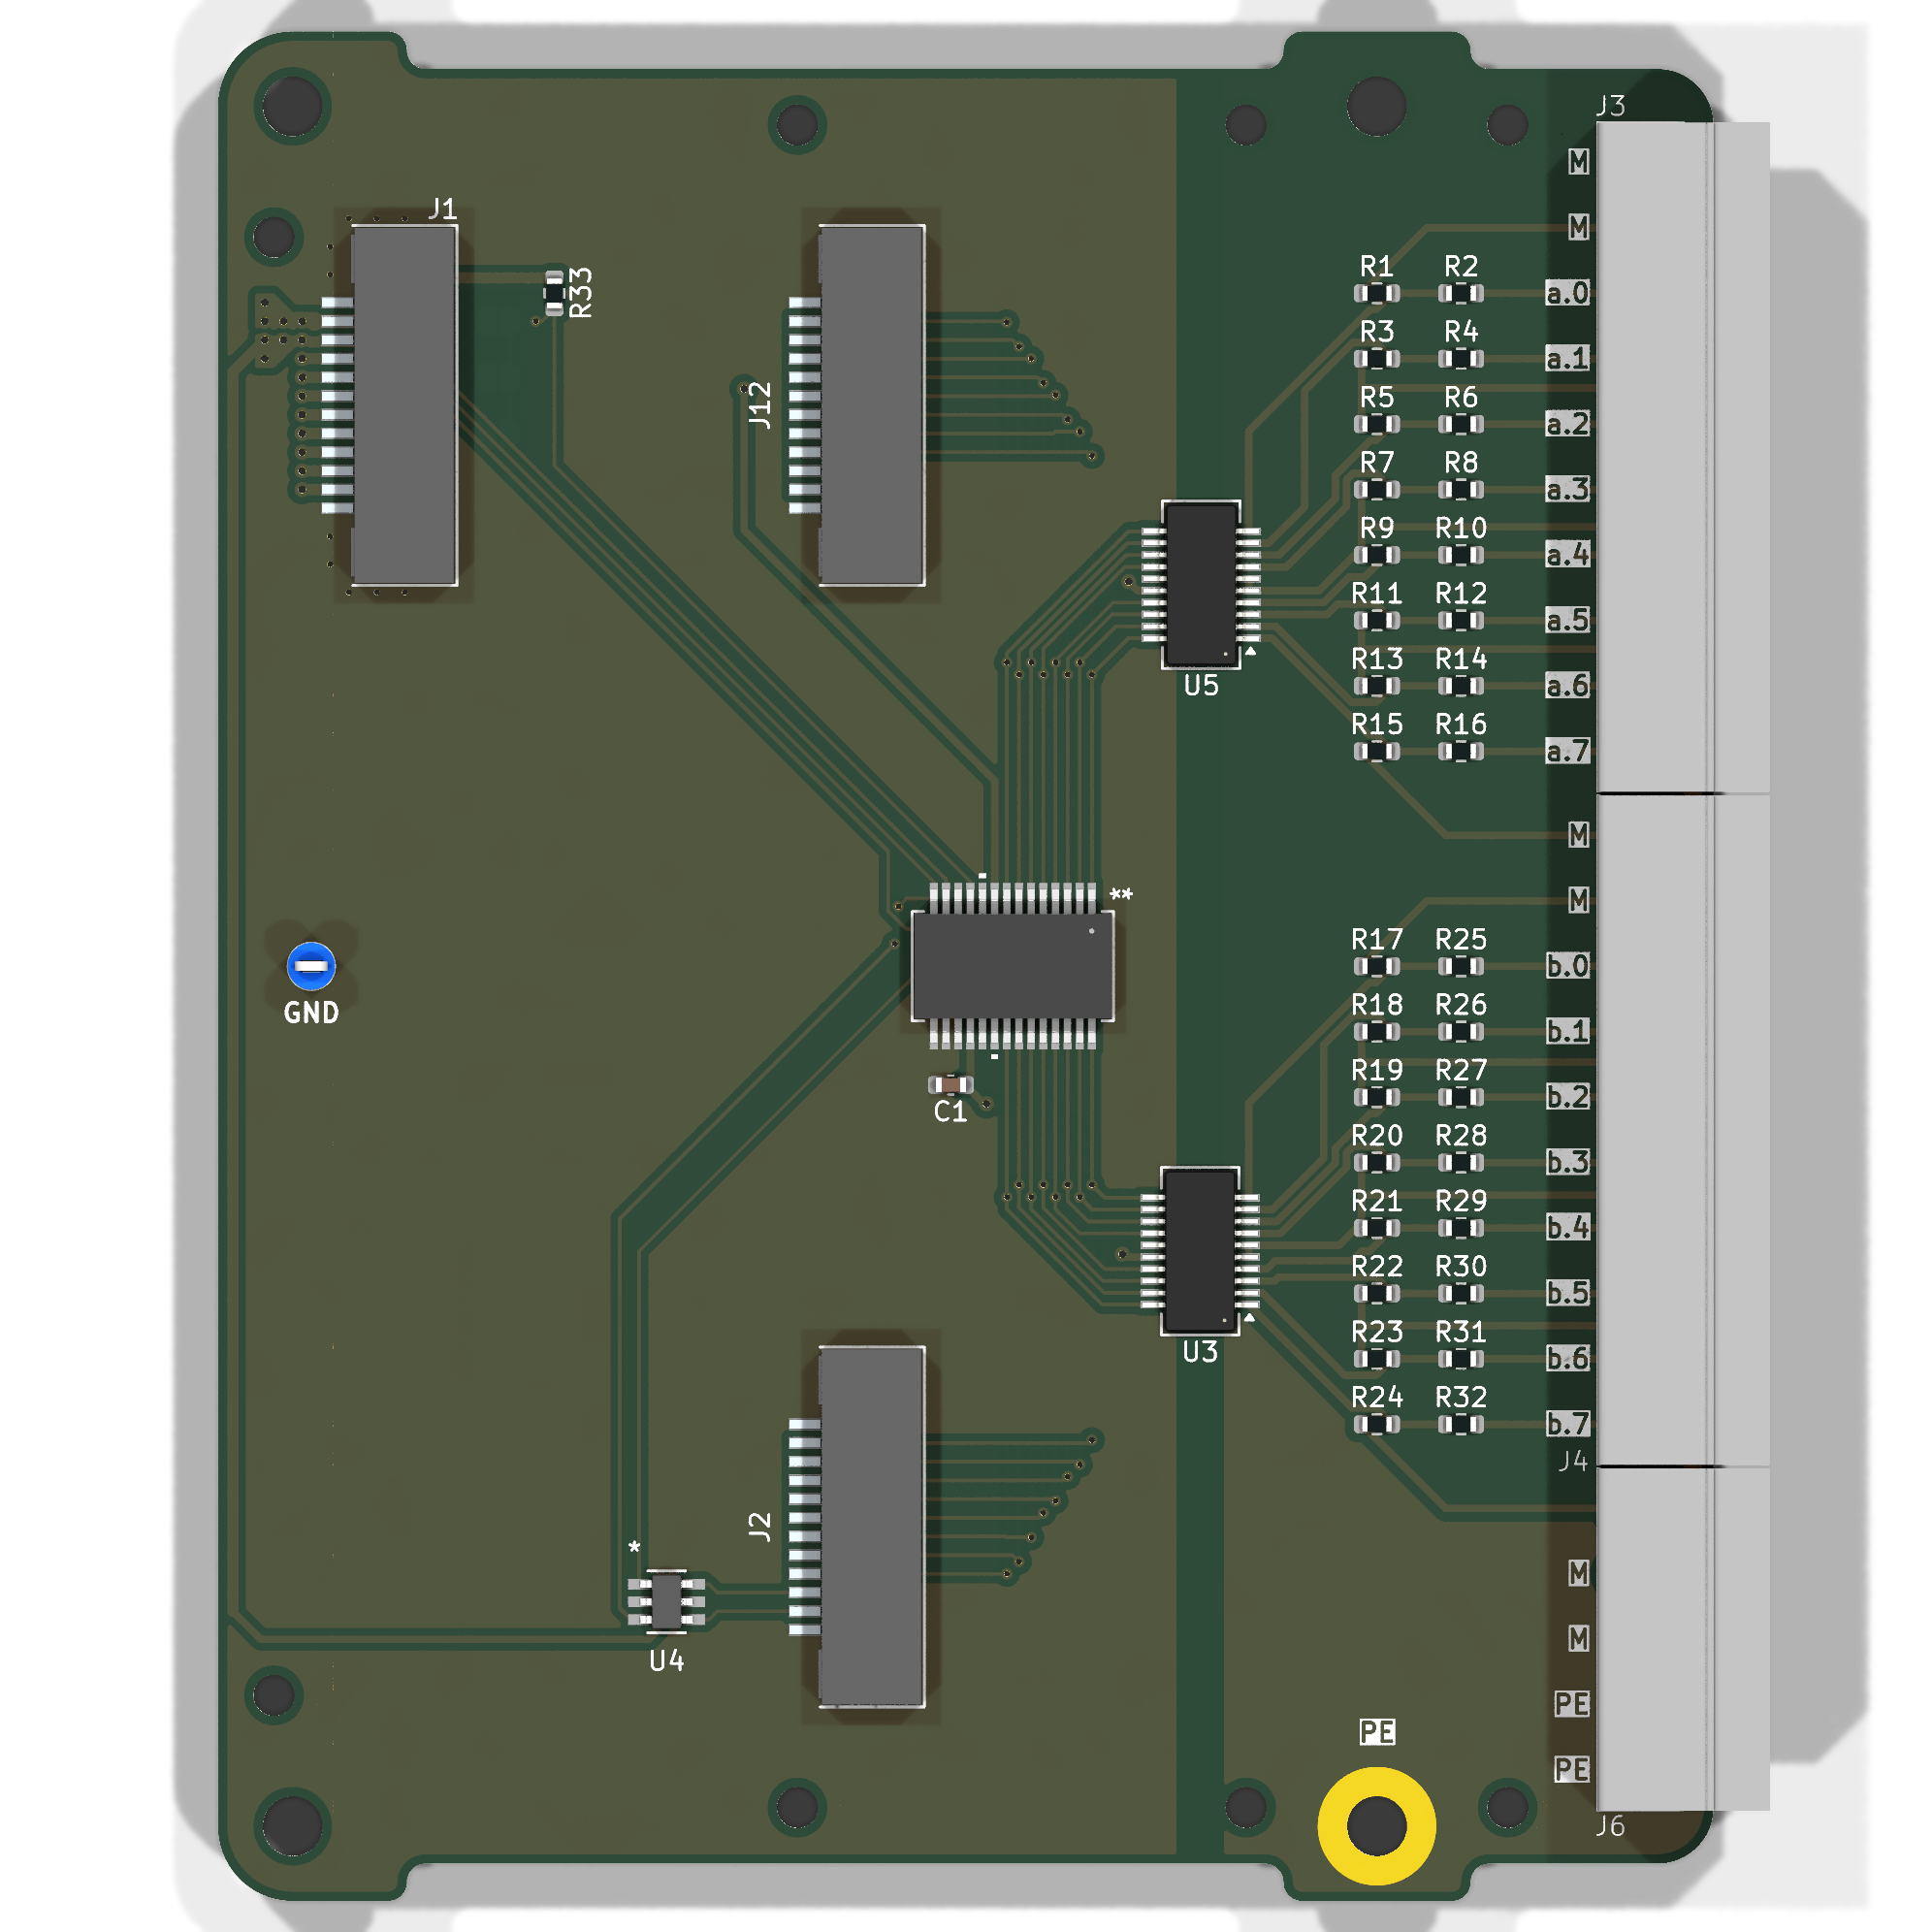 J3
M
J1
M
R1 R2
R33
a.0
R3 R4
a.1
J12
R5 R6
a.2
R7 R8
a.3
R9 R10
a.4
R11 R12
a.5
R13 R14
a.6
U5
R15 R16
a.7
M
**
M
R17 R25
b.0
GND
R18 R26
b.1
R19 R27
b.2
C1
R20 R28
b.3
R21 R29
b.4
R22 R30
b.5
R23 R31
b.6
U3
R24 R32
b.7
J4
J2
*
M
M
U4
PE
PE
PE
J6